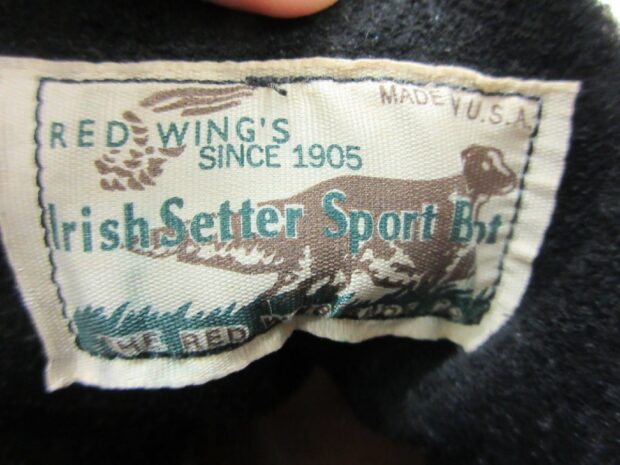 MADE U.S.A.
RED WING'S
SINCE 1905
Irish Setter Sport
THE RED